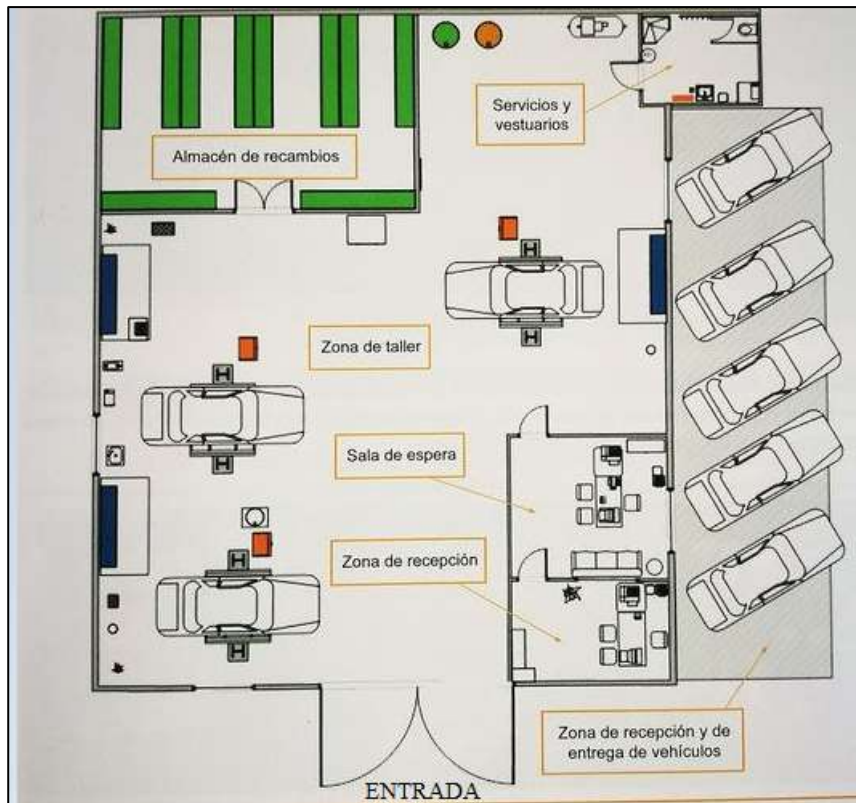 Servicios y
vestuarios
Almacén de recambios
Zona de taller
Sala de espera
Zona de recepción
Zona de recepción y de
entrega de vehículos
ENTRADA